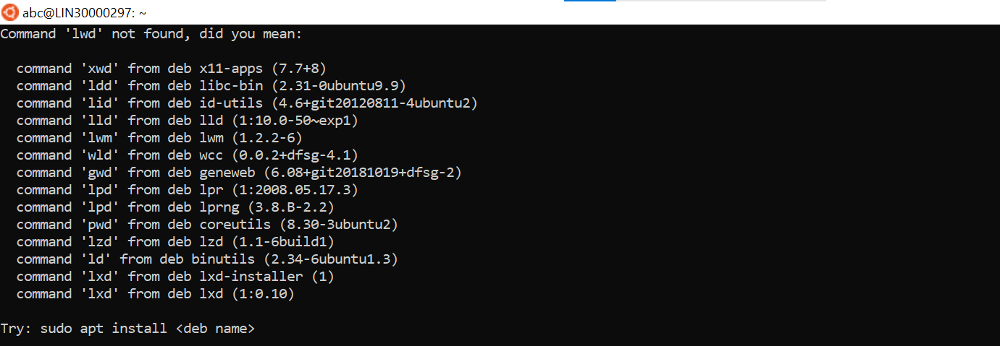 abc@LIN30000297: ~
Command 'lwd' not found, did you mean:
command 'xwd' from deb x11-apps (7.7+8)
command 'ldd' from deb libc-bin (2.31-0ubuntu9.9)
command 'lid' from deb id-utils (4.6+git20120811-4ubuntu2)
command 'lld' from deb lld (1:10.0-50~exp1)
command 'lwm' from deb lwm (1.2.2-6)
command 'wld' from deb wcc (0.0.2+dfsg-4.1)
command 'gwd' from deb geneweb (6.08+git20181019+dfsg-2)
command 'lpd' from deb lpr (1:2008.05.17.3)
command 'lpd' from deb lprng (3.8.B-2.2)
command 'pwd' from deb coreutils (8.30-3ubuntu2)
command 'lzd' from deb lzd (1.1-6build1)
command 'ld' from deb binutils (2.34-6ubuntu1.3)
command 'lxd' from deb lxd-installer (1)
command 'lxd' from deb lxd (1:0.10)
Try: sudo apt install <deb name>